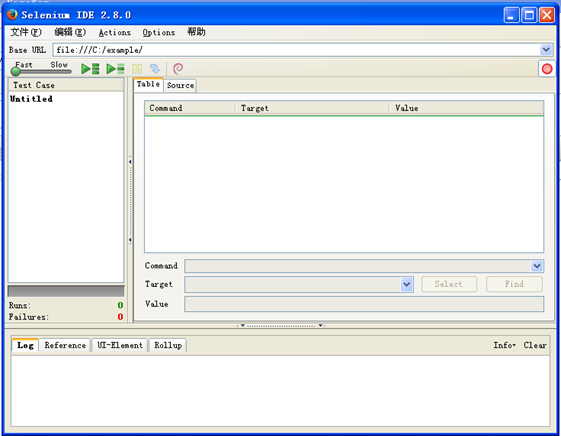 Selenium IDE 2.8.0
文件(F) 编辑(E) Actions Options 帮助
Base URL file:///C:/example/
Fast Slow
Test Case
Untitled
Table Source
Command Target Value
Command
Target Select Find
Value
Runs: 0
Failures: 0
Log Reference UI-Element Rollup Info Clear